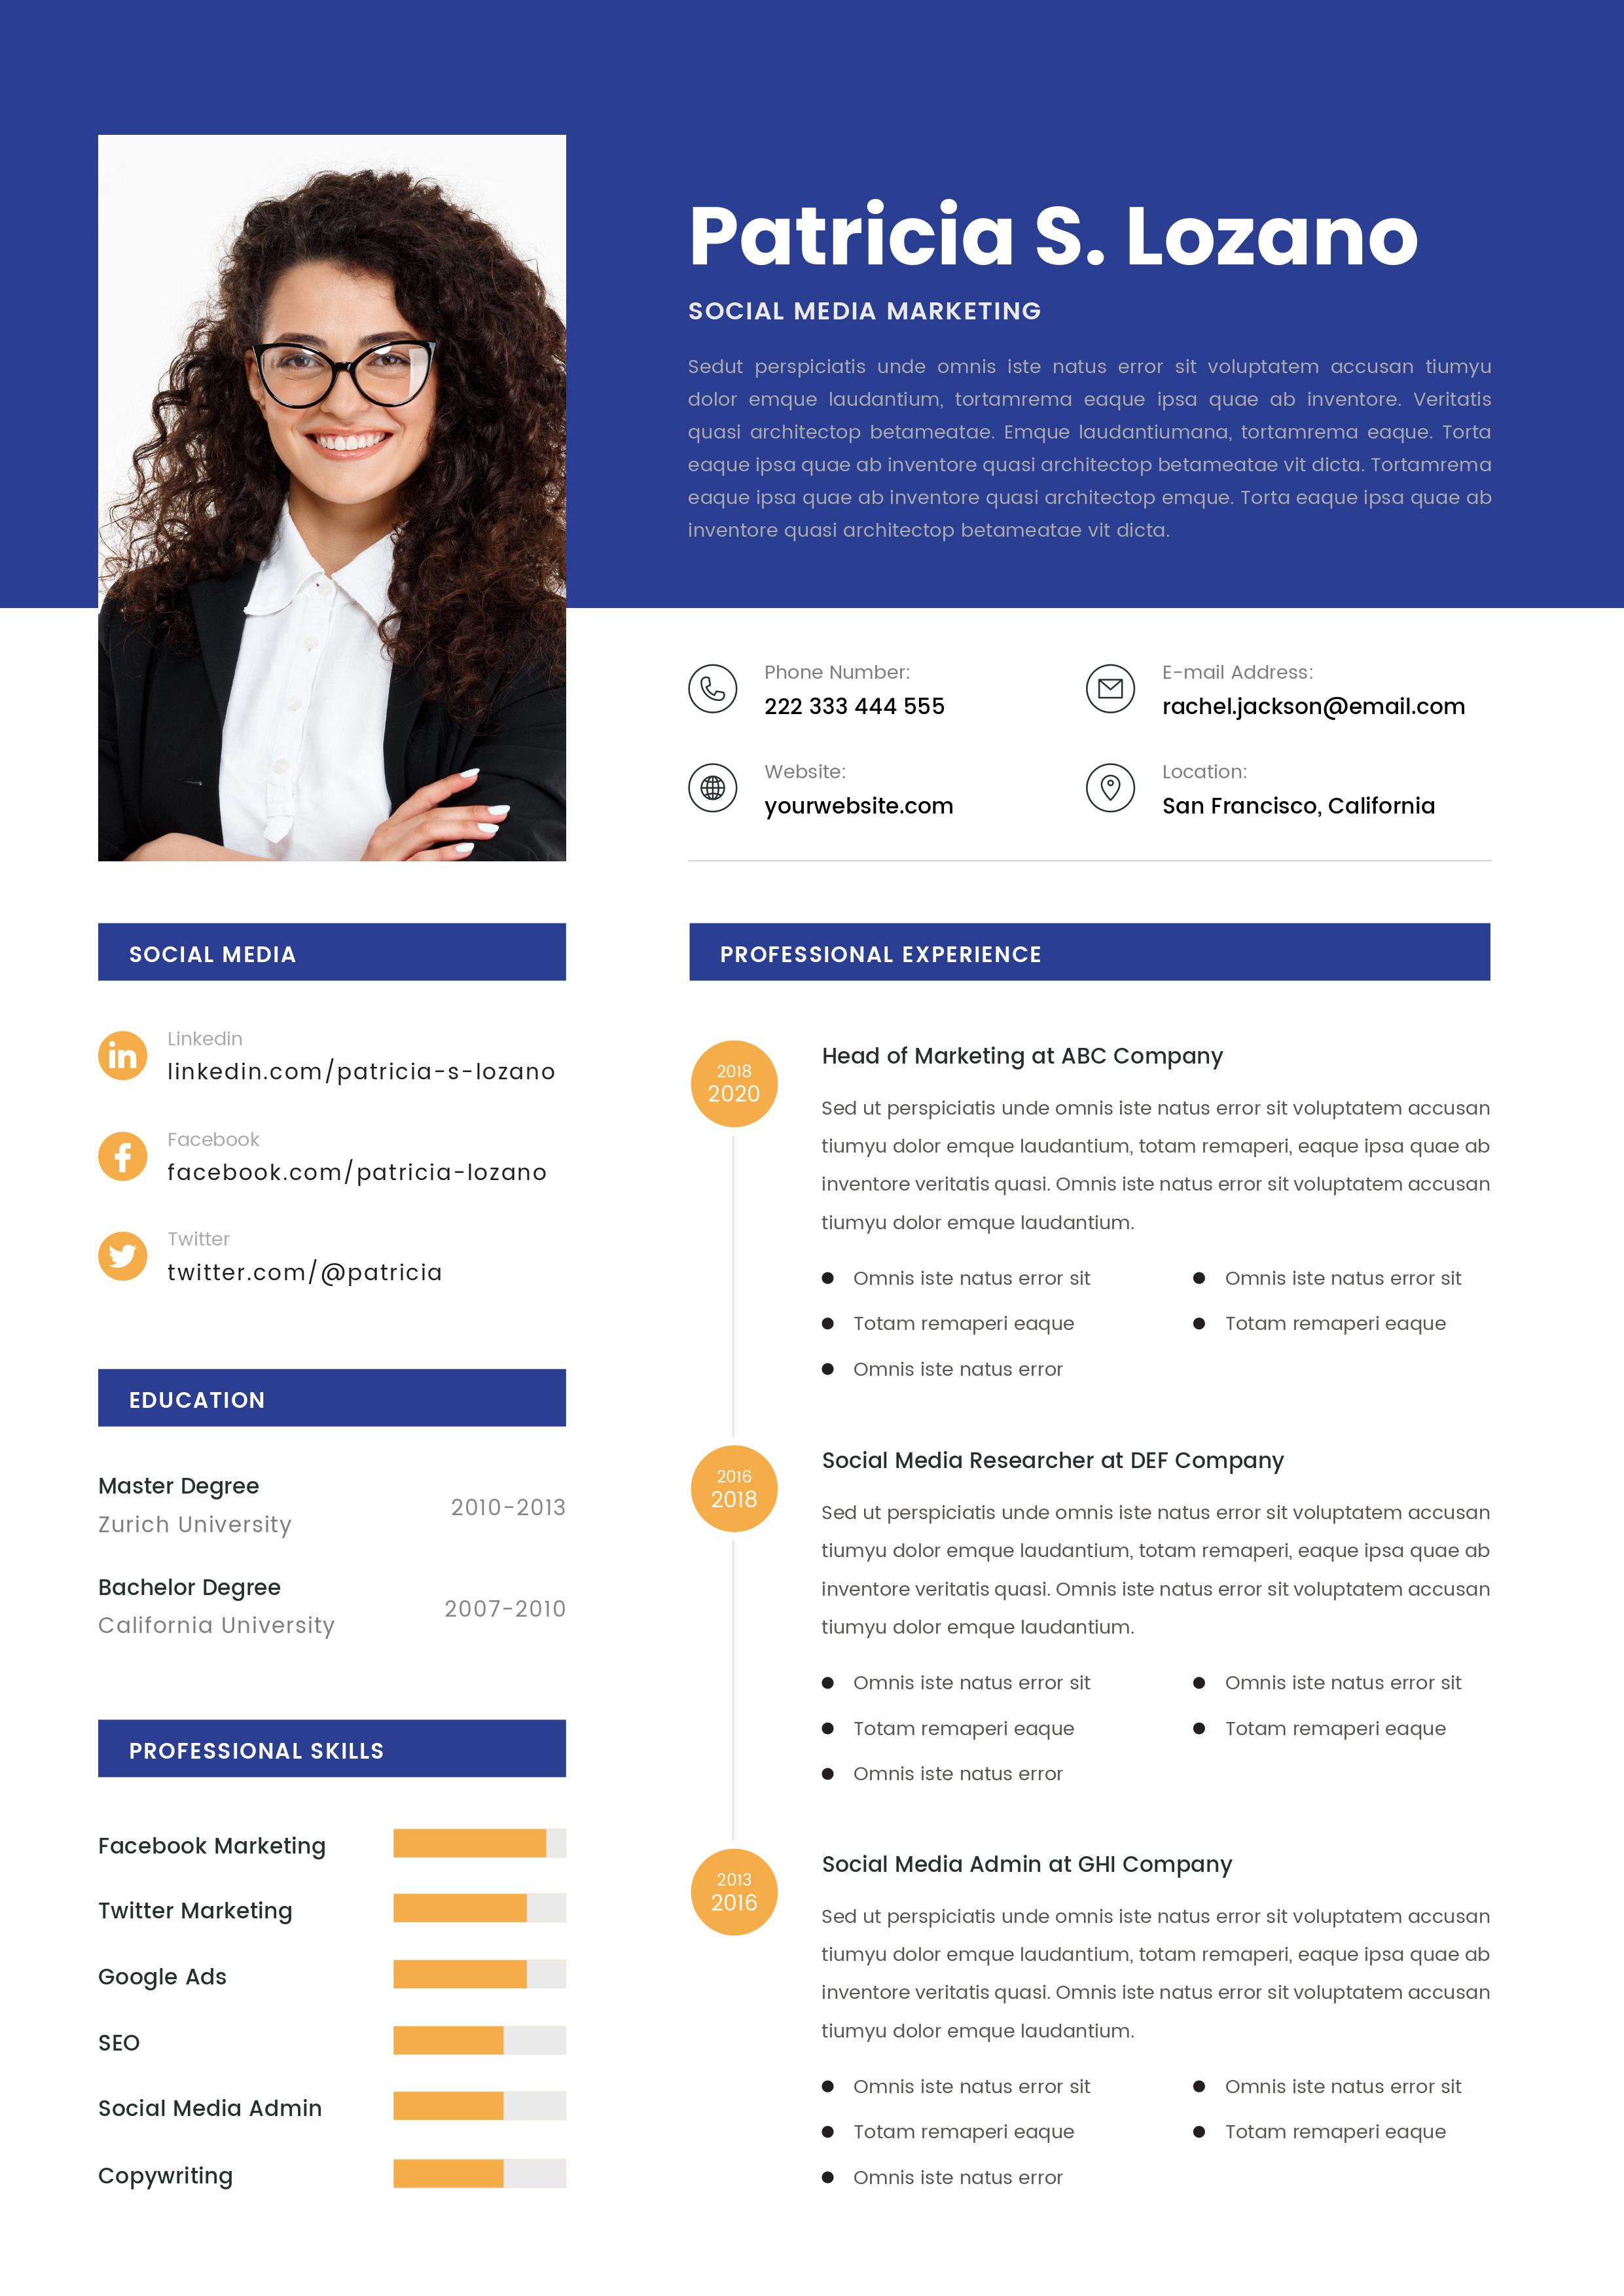 Patricia S. Lozano
SOCIAL MEDIA MARKETING
Sedut perspiciatis unde omnis iste natus error sit voluptatem accusan tiumyu
dolor emque laudantium, tortamrema eaque ipsa quae ab inventore. Veritatis
quasi architectop betameatae. Emque laudantiumana, tortamrema eaque. Torta
eaque ipsa quae ab inventore quasi architectop betameatae vit dicta. Tortamrema
eaque ipsa quae ab inventore quasi architectop emque. Torta eaque ipsa quae ab
inventore quasi architectop betameatae vit dicta.
Phone Number:
222 333 444 555
E-mail Address:
rachel.jackson@email.com
Website:
yourwebsite.com
Location:
San Francisco, California
SOCIAL MEDIA
Linkedin
linkedin.com/patricia-s-lozano
Facebook
facebook.com/patricia-lozano
Twitter
twitter.com/@patricia
EDUCATION
Master Degree
Zurich University
2010-2013
Bachelor Degree
California University
2007-2010
PROFESSIONAL SKILLS
Facebook Marketing
Twitter Marketing
Google Ads
SEO
Social Media Admin
Copywriting
PROFESSIONAL EXPERIENCE
2018
2020
Head of Marketing at ABC Company
Sed ut perspiciatis unde omnis iste natus error sit voluptatem accusan
tiumyu dolor emque laudantium, totam remaperi, eaque ipsa quae ab
inventore veritatis quasi. Omnis iste natus error sit voluptatem accusan
tiumyu dolor emque laudantium.
Omnis iste natus error sit
Totam remaperi eaque
Omnis iste natus error
Omnis iste natus error sit
Totam remaperi eaque
2016
2018
Social Media Researcher at DEF Company
Sed ut perspiciatis unde omnis iste natus error sit voluptatem accusan
tiumyu dolor emque laudantium, totam remaperi, eaque ipsa quae ab
inventore veritatis quasi. Omnis iste natus error sit voluptatem accusan
tiumyu dolor emque laudantium.
Omnis iste natus error sit
Totam remaperi eaque
Omnis iste natus error
Omnis iste natus error sit
Totam remaperi eaque
2013
2016
Social Media Admin at GHI Company
Sed ut perspiciatis unde omnis iste natus error sit voluptatem accusan
tiumyu dolor emque laudantium, totam remaperi, eaque ipsa quae ab
inventore veritatis quasi. Omnis iste natus error sit voluptatem accusan
tiumyu dolor emque laudantium.
Omnis iste natus error sit
Totam remaperi eaque
Omnis iste natus error
Omnis iste natus error sit
Totam remaperi eaque